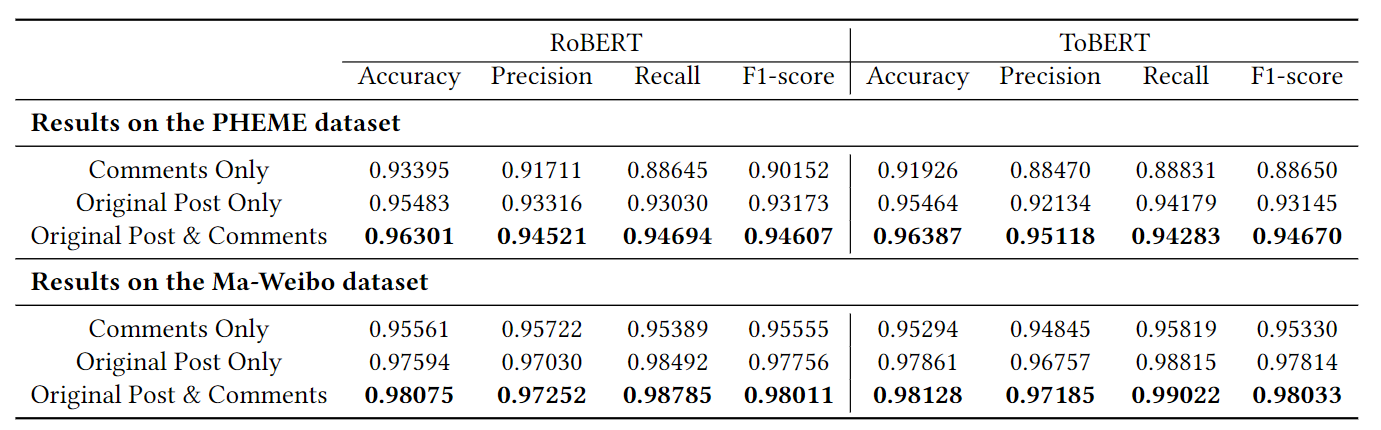 RoBERT ToBERT
Accuracy Precision Recall F1-score Accuracy Precision Recall F1-score
Results on the PHEME dataset
Comments Only 0.93395 0.91711 0.88645 0.90152 0.91926 0.88470 0.88831 0.88650
Original Post Only 0.95483 0.93316 0.93030 0.93173 0.95464 0.92134 0.94179 0.93145
Original Post & Comments 0.96301 0.94521 0.94694 0.94607 0.96387 0.95118 0.94283 0.94670
Results on the Ma-Weibo dataset
Comments Only 0.95561 0.95722 0.95389 0.95555 0.95294 0.94845 0.95819 0.95330
Original Post Only 0.97594 0.97030 0.98492 0.97756 0.97861 0.96757 0.98815 0.97814
Original Post & Comments 0.98075 0.97252 0.98785 0.98011 0.98128 0.97185 0.99022 0.98033